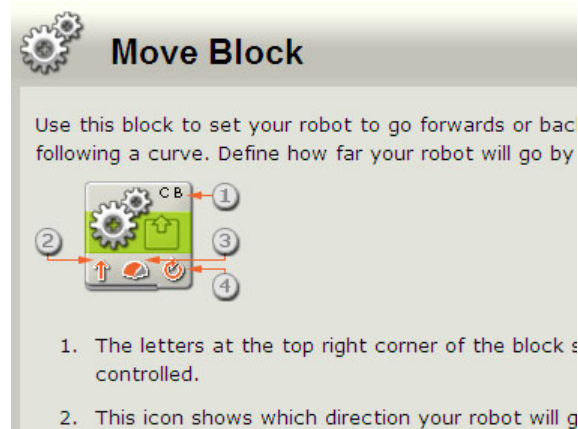 Move Block
Use this block to set your robot to go forwards or bac
following a curve. Define how far your robot will go by
C B
1
2
3
4
1. The letters at the top right corner of the block s
controlled.
2. This icon shows which direction your robot will g